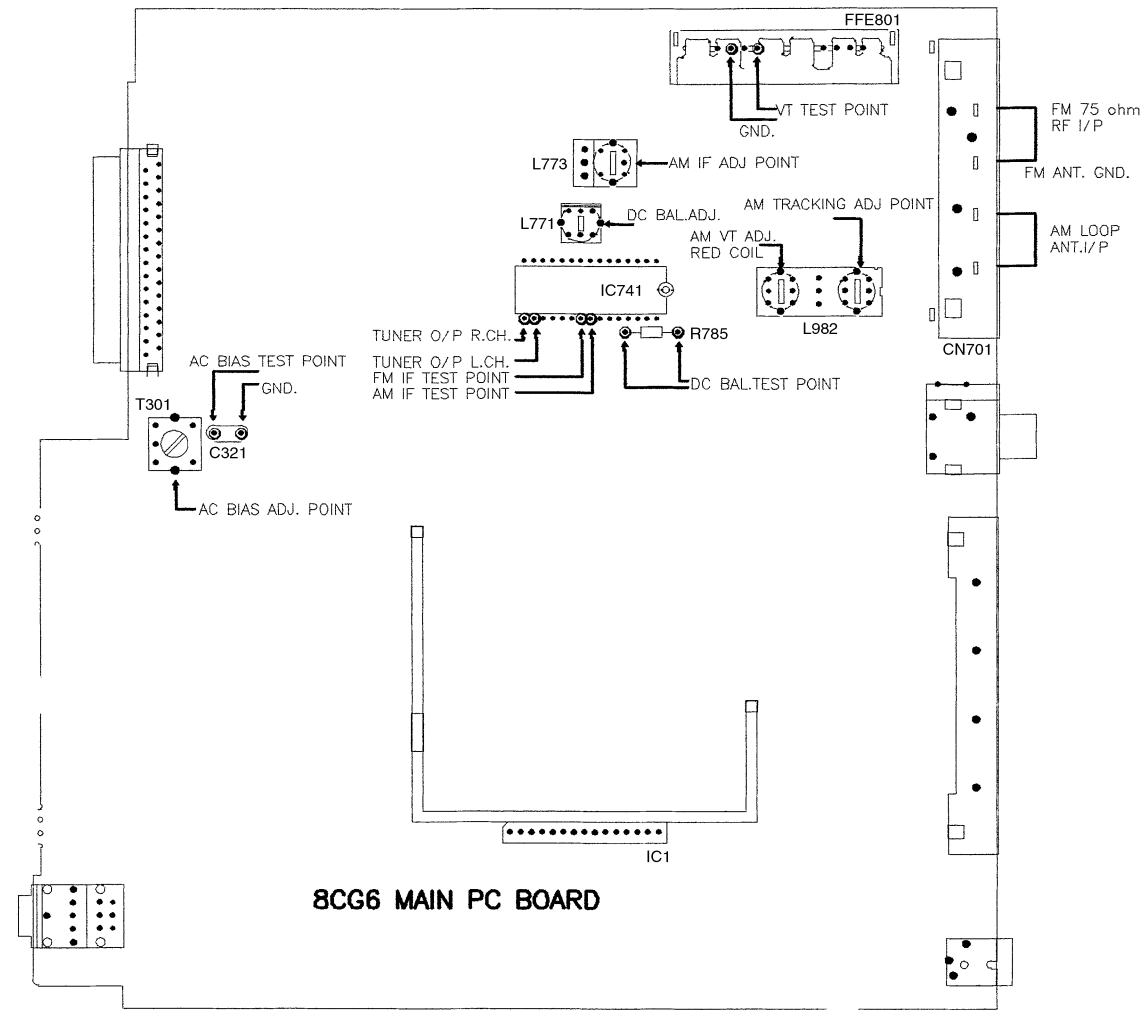 FFE801
VT TEST POINT
GND.
FM 75 ohm
RF I/P
FM ANT. GND.
L773
AM IF ADJ POINT
AM TRACKING ADJ POINT
L771
DC BAL.ADJ.
AM VT ADJ.
RED COIL
AM LOOP
ANT.I/P
IC741
L982
CN701
TUNER O/P R.CH.
R785
TUNER O/P L.CH.
FM IF TEST POINT
AM IF TEST POINT
DC BAL.TEST POINT
AC BIAS TEST POINT
GND.
T301
C321
AC BIAS ADJ. POINT
IC1
8CG6 MAIN PC BOARD